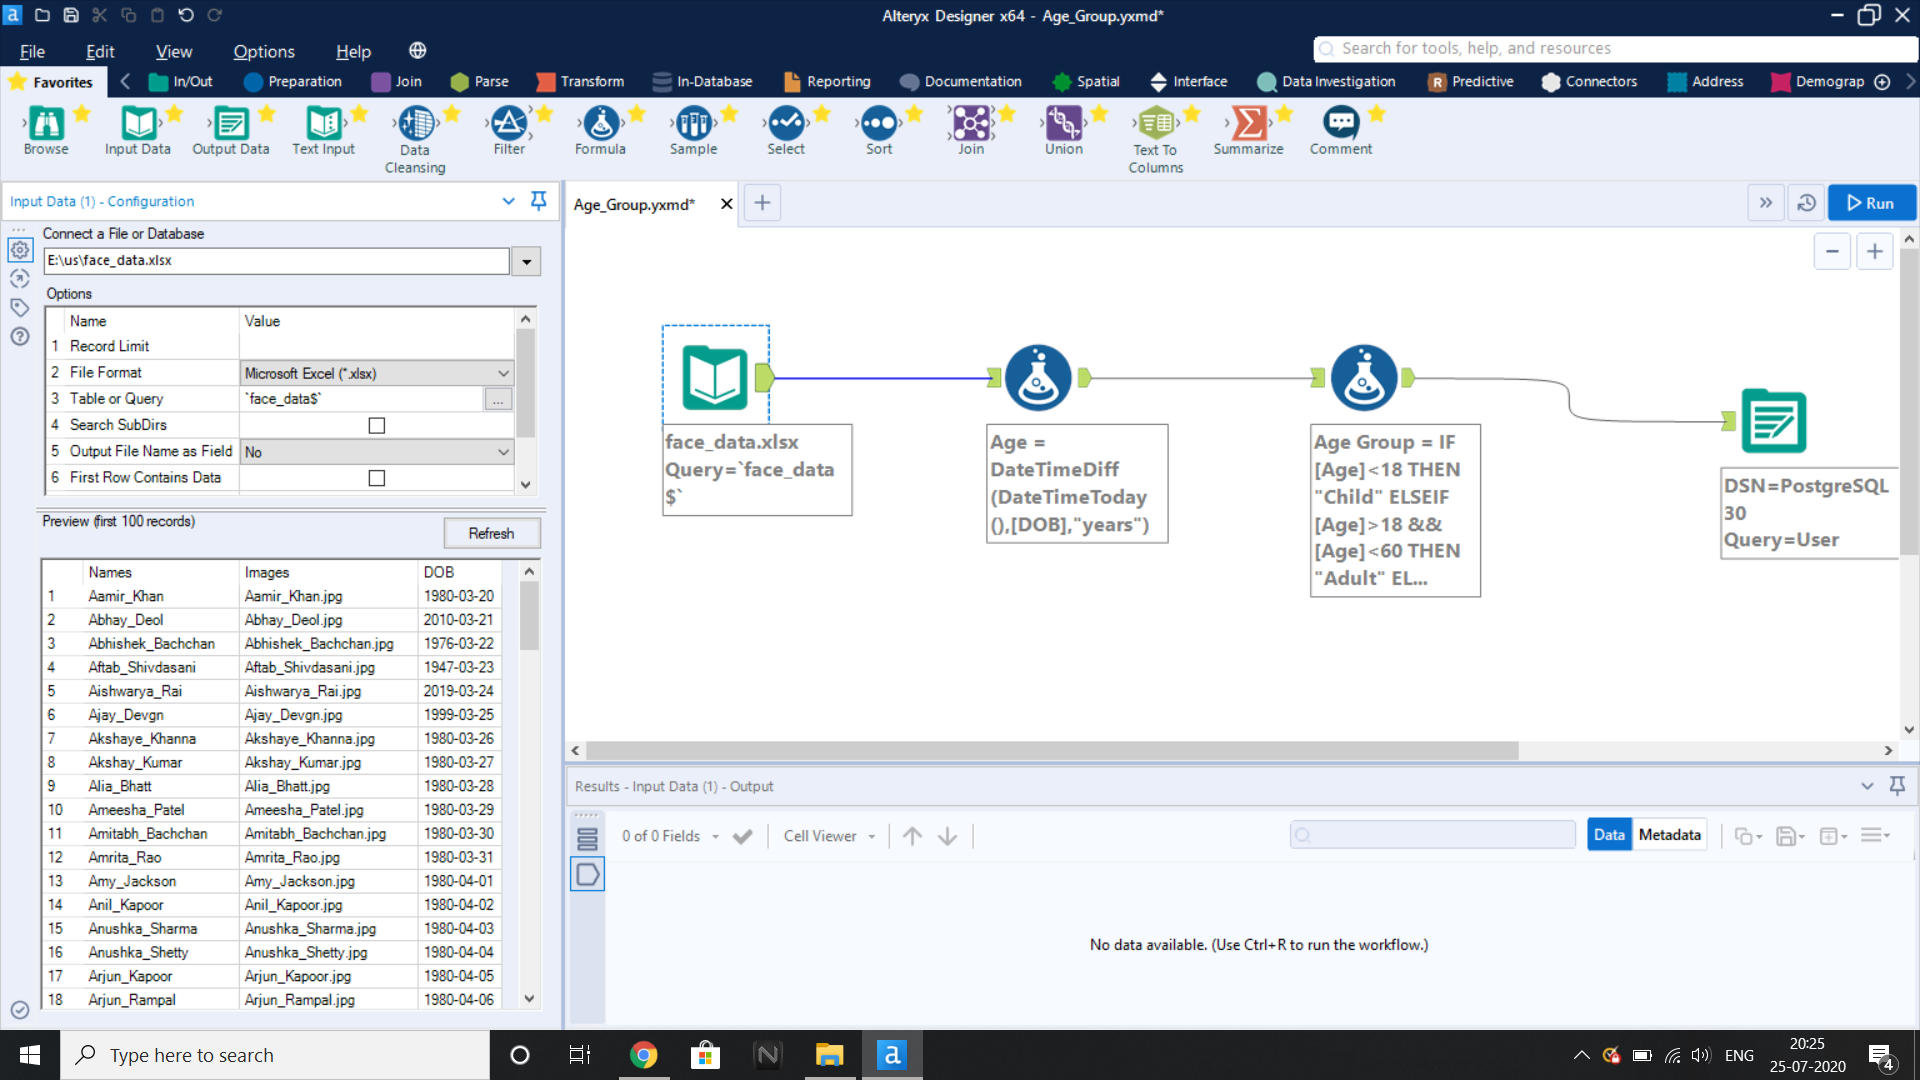 Alteryx Designer x64 - Age_Group.yxmd*
File Edit View Options Help
Search for tools, help, and resources
Favorites In/Out Preparation Join Parse Transform In-Database Reporting Documentation Spatial Interface Data Investigation Predictive Connectors Address Demograp
Browse Input Data Output Data Text Input Data Cleansing Filter Formula Sample Select Sort Join Union Text To Columns Summarize Comment
Input Data (1) - Configuration
Connect a File or Database
E:\us\face_data.xlsx
Options
Name Value
1 Record Limit
2 File Format Microsoft Excel (*.xlsx)
3 Table or Query `face_data$` ...
4 Search SubDirs
5 Output File Name as Field No
6 First Row Contains Data
Preview (first 100 records)
Refresh
Names Images DOB
1 Aamir_Khan Aamir_Khan.jpg 1980-03-20
2 Abhay_Deol Abhay_Deol.jpg 2010-03-21
3 Abhishek_Bachchan Abhishek_Bachchan.jpg 1976-03-22
4 Aftab_Shivdasani Aftab_Shivdasani.jpg 1947-03-23
5 Aishwarya_Rai Aishwarya_Rai.jpg 2019-03-24
6 Ajay_Devgn Ajay_Devgn.jpg 1999-03-25
7 Akshaye_Khanna Akshaye_Khanna.jpg 1980-03-26
8 Akshay_Kumar Akshay_Kumar.jpg 1980-03-27
9 Alia_Bhatt Alia_Bhatt.jpg 1980-03-28
10 Ameesha_Patel Ameesha_Patel.jpg 1980-03-29
11 Amitabh_Bachchan Amitabh_Bachchan.jpg 1980-03-30
12 Amrita_Rao Amrita_Rao.jpg 1980-03-31
13 Amy_Jackson Amy_Jackson.jpg 1980-04-01
14 Anil_Kapoor Anil_Kapoor.jpg 1980-04-02
15 Anushka_Sharma Anushka_Sharma.jpg 1980-04-03
16 Anushka_Shetty Anushka_Shetty.jpg 1980-04-04
17 Arjun_Kapoor Arjun_Kapoor.jpg 1980-04-05
18 Arjun_Rampal Arjun_Rampal.jpg 1980-04-06
Age_Group.yxmd*
Run
face_data.xlsx
Query=`face_data
$`
Age =
DateTimeDiff
(DateTimeToday
(),[DOB],"years")
Age Group = IF
[Age]<18 THEN
"Child" ELSEIF
[Age]>18 &&
[Age]<60 THEN
"Adult" EL...
DSN=PostgreSQL
30
Query=User
Results - Input Data (1) - Output
0 of 0 Fields Cell Viewer Data Metadata
No data available. (Use Ctrl+R to run the workflow.)
Type here to search
ENG
20:25
25-07-2020
4